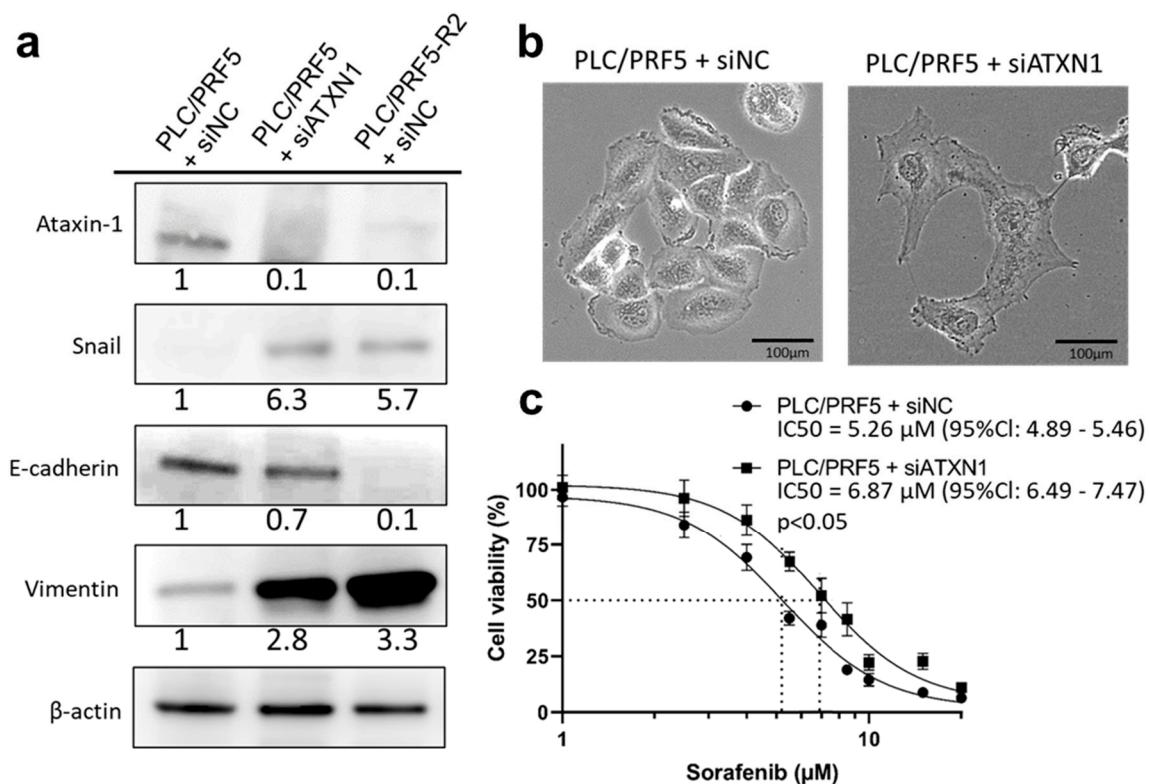 a
PLC/PRF5
+ siNC
PLC/PRF5
+ siATXN1
PLC/PRF5-R2
+ siNC
Ataxin-1
1 0.1 0.1
Snail
1 6.3 5.7
E-cadherin
1 0.7 0.1
Vimentin
1 2.8 3.3
β-actin
b
PLC/PRF5 + siNC
PLC/PRF5 + siATXN1
100μm
100μm
c
PLC/PRF5 + siNC
IC50 = 5.26 μM (95%Cl: 4.89 - 5.46)
PLC/PRF5 + siATXN1
IC50 = 6.87 μM (95%Cl: 6.49 - 7.47)
p<0.05
Cell viability (%)
100
75
50
25
0
1 10
Sorafenib (μM)